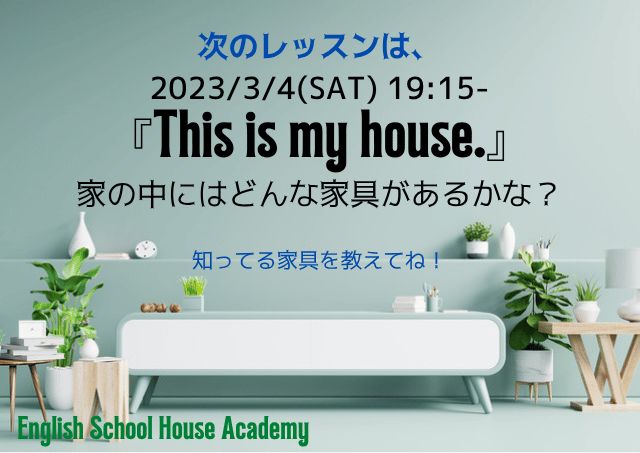 次のレッスンは、
2023/3/4(SAT) 19:15-
『This is my house.』
家の中にはどんな家具があるかな？
知ってる家具を教えてね！
English School House Academy